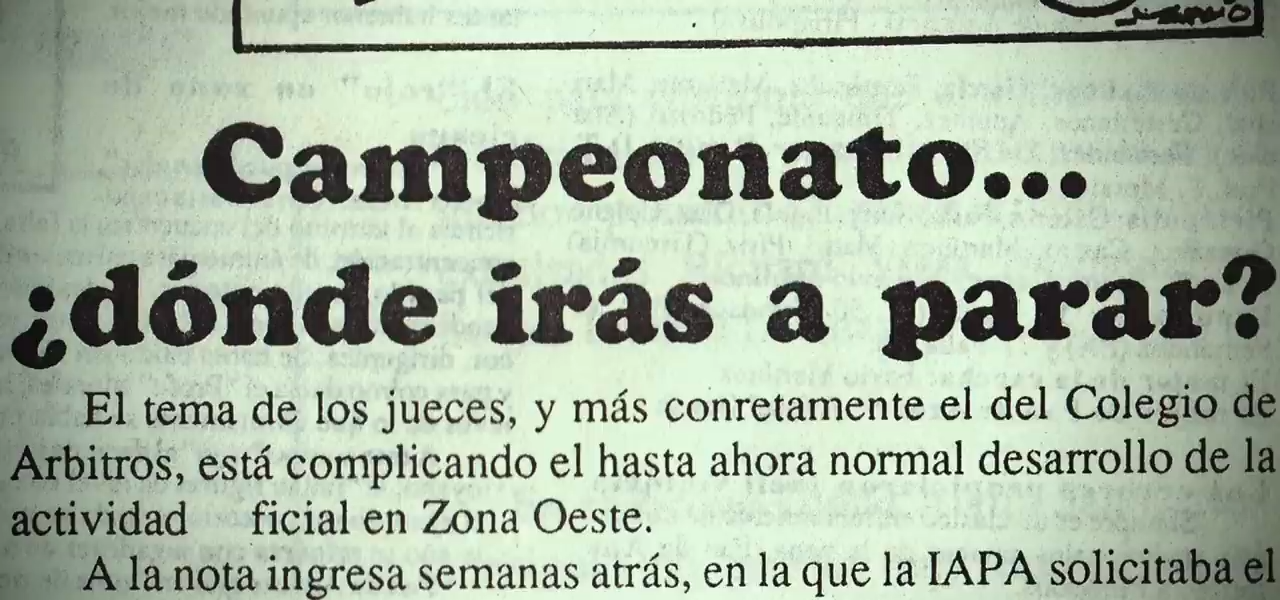 Campeonato...
¿dónde irás a parar?
El tema de los jueces, y más conretamente el del Colegio de
Arbitros, está complicando el hasta ahora normal desarrollo de la
actividad ficial en Zona Oeste.
A la nota ingresa semanas atrás, en la que la IAPA solicitaba el